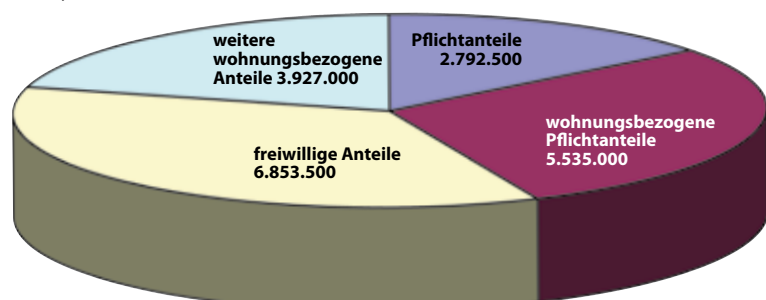 weitere
wohnungsbezogene
Anteile 3.927.000
Pflichtanteile
2.792.500
wohnungsbezogene
Pflichtanteile
5.535.000
freiwillige Anteile
6.853.500